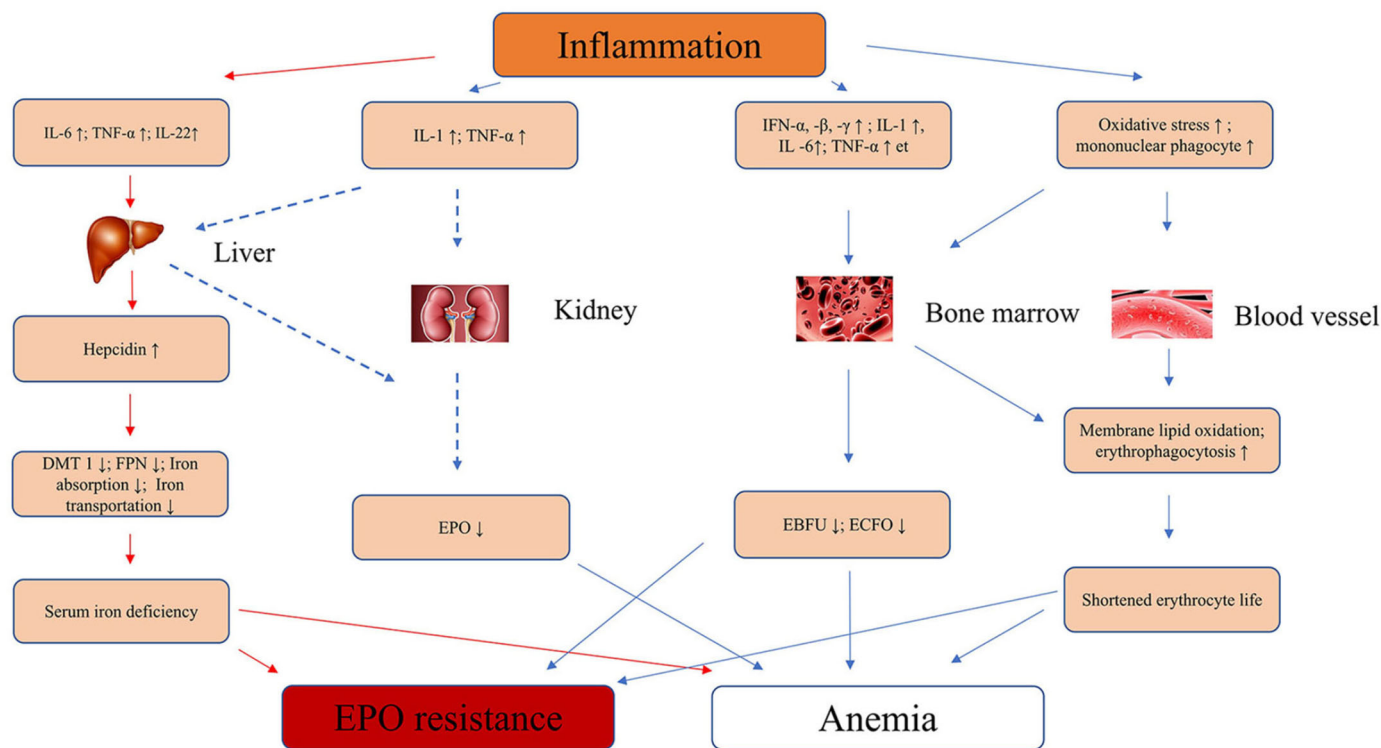 Inflammation
IL-6 ↑; TNF-α ↑; IL-22↑
IL-1 ↑; TNF-α ↑
IFN-α, -β, -γ ↑ ; IL-1 ↑,
IL -6↑; TNF-α ↑ et
Oxidative stress ↑ ;
mononuclear phagocyte ↑
Liver
Kidney
Bone marrow
Blood vessel
Hepcidin ↑
DMT 1 ↓; FPN ↓; Iron
absorption ↓; Iron
transportation ↓
Membrane lipid oxidation;
erythrophagocytosis ↑
EPO ↓
EBFU ↓; ECFO ↓
Serum iron deficiency
Shortened erythrocyte life
EPO resistance
Anemia